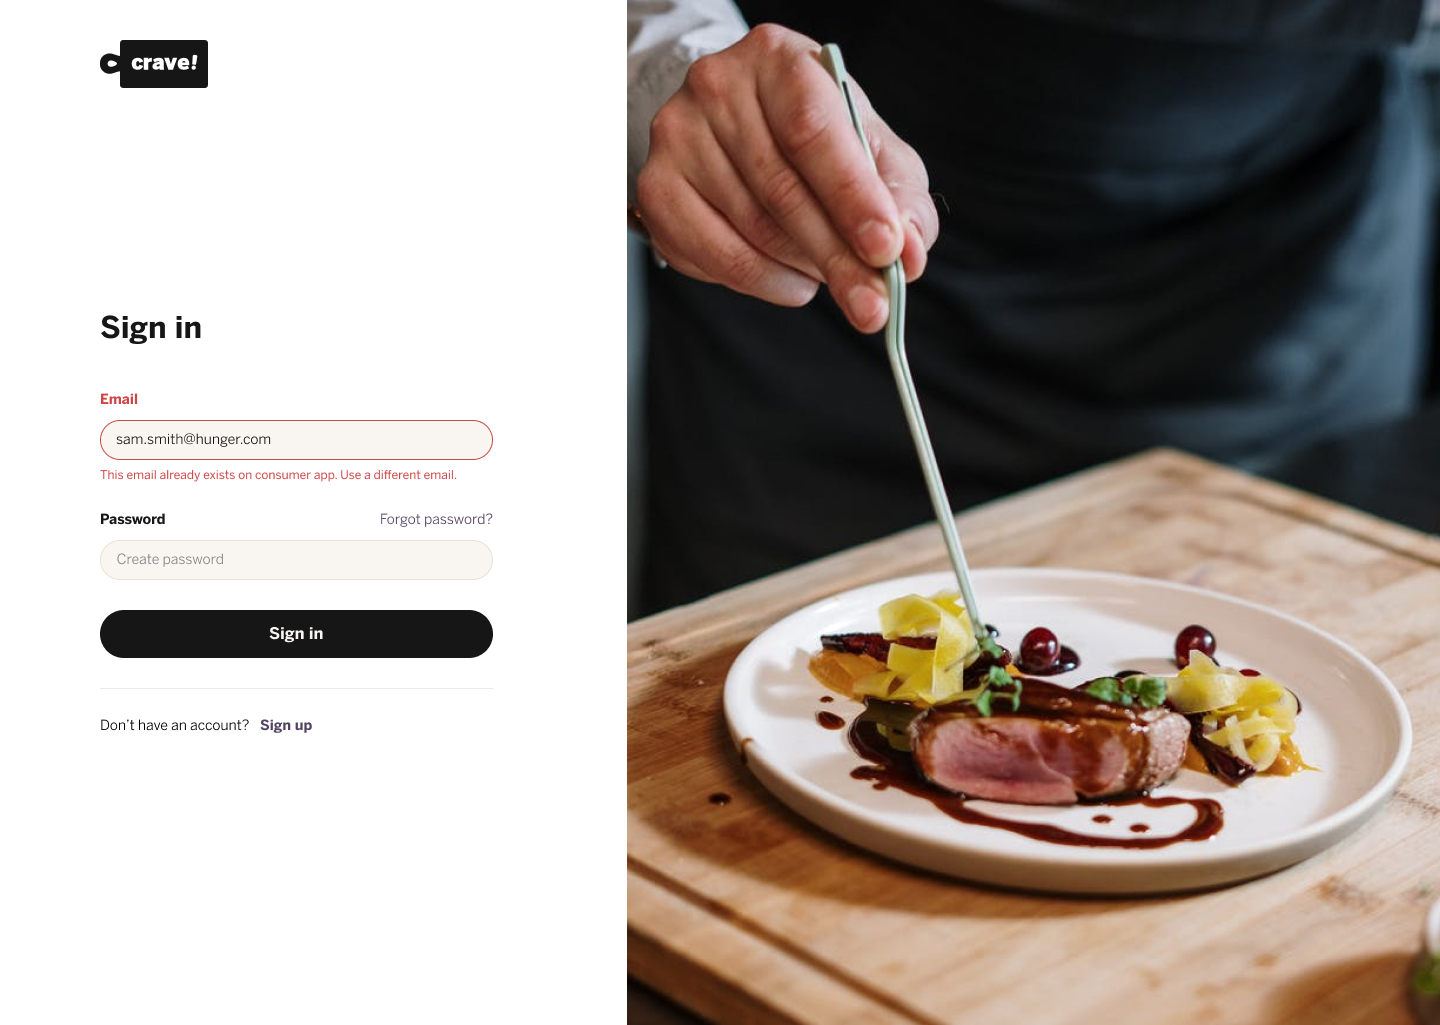 crave!
Sign in
Email
sam.smith@hunger.com
This email already exists on consumer app. Use a different email.
Password Forgot password?
Create password
Sign in
Don't have an account? Sign up